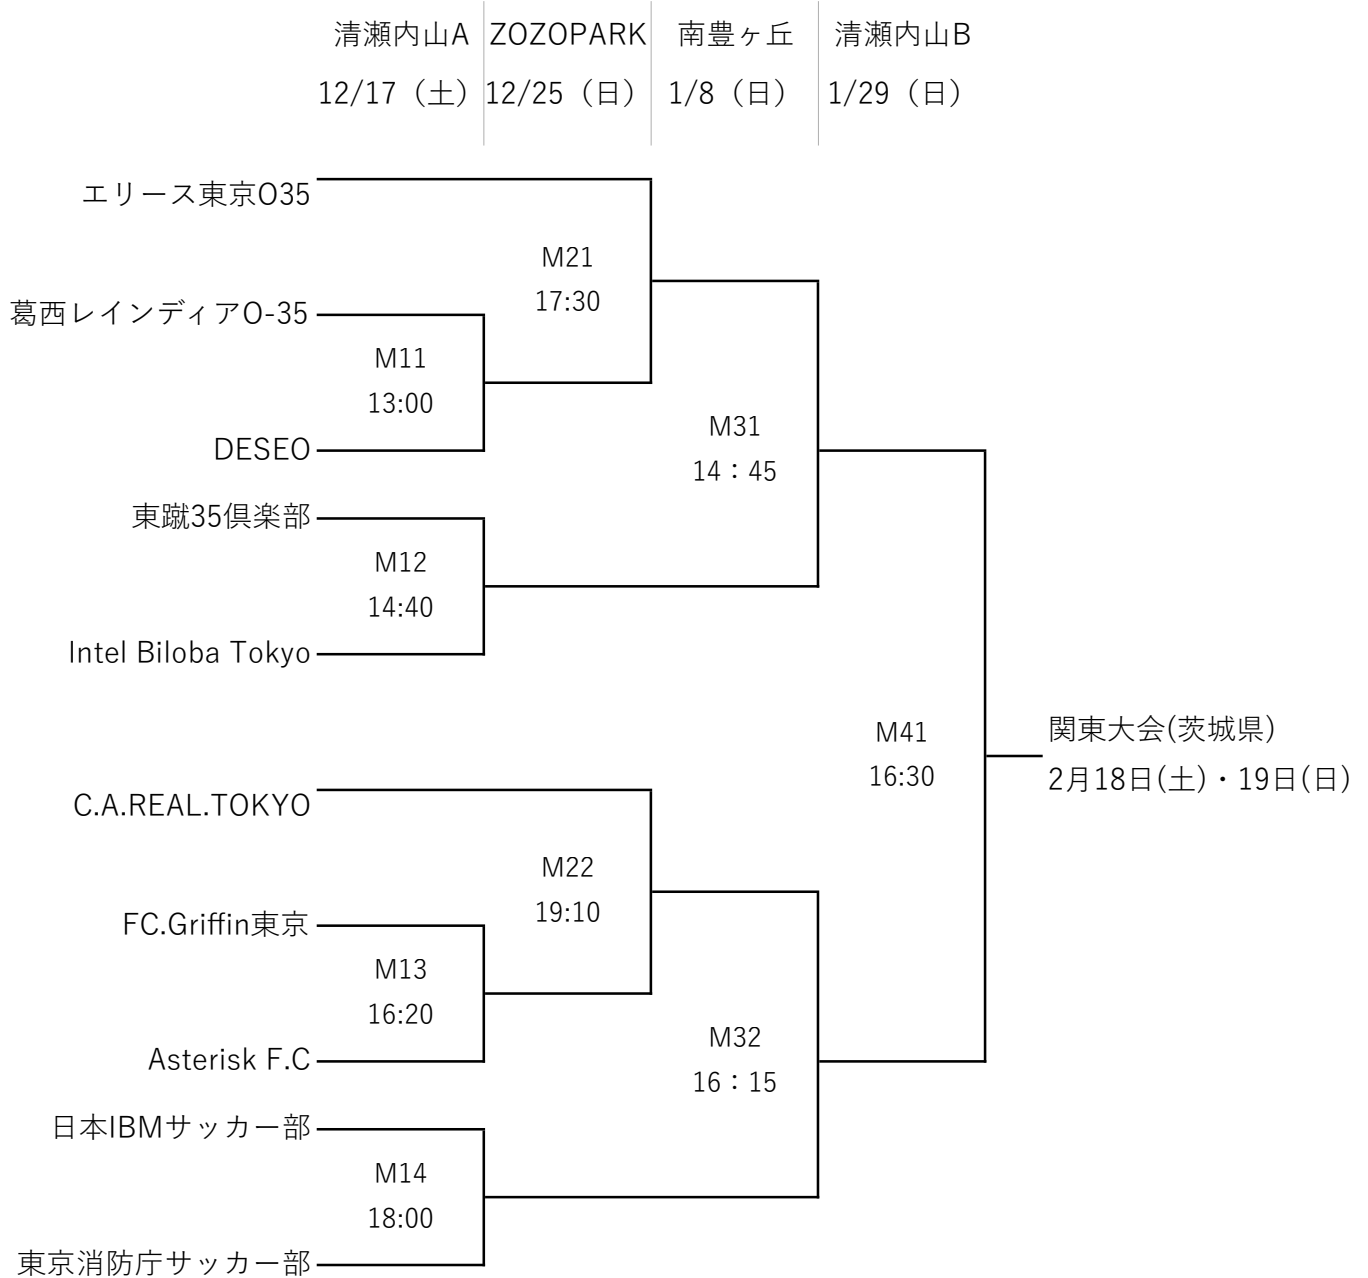 清瀬内山A ZOZOPARK 南豊ヶ丘 清瀬内山B
12/17（土） 12/25（日） 1/8（日） 1/29（日）
エリース東京O35
M21
17:30
葛西レインディアO-35
M11
13:00
DESEO
M31
14：45
東蹴35倶楽部
M12
14:40
Intel Biloba Tokyo
M41
16:30
関東大会(茨城県)
2月18日(土)・19日(日)
C.A.REAL.TOKYO
M22
19:10
FC.Griffin東京
M13
16:20
Asterisk F.C
M32
16：15
日本IBMサッカー部
M14
18:00
東京消防庁サッカー部